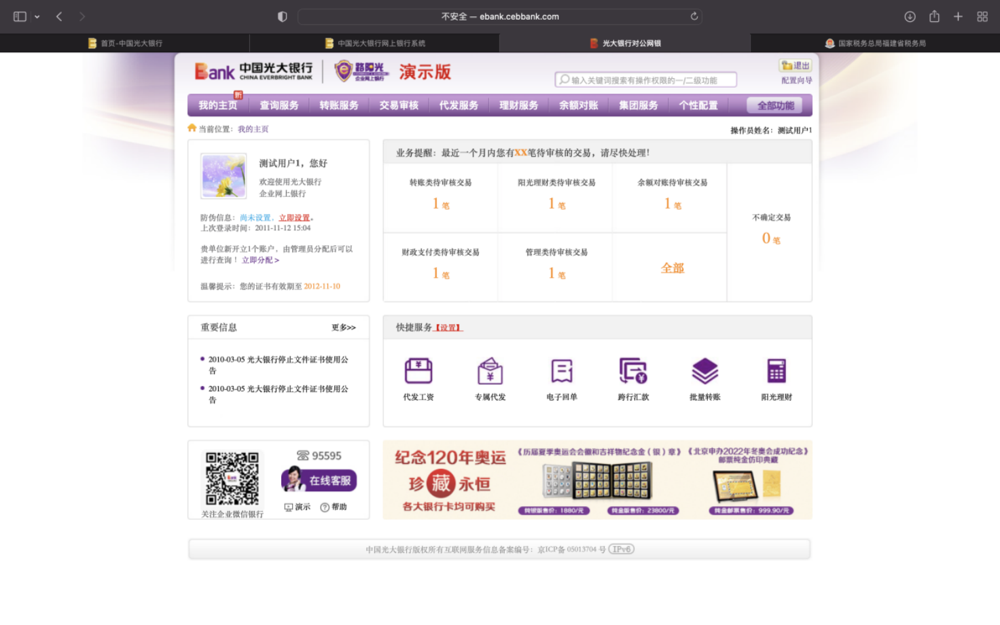 不安全 — ebank.cebbank.com
首页-中国光大银行
中国光大银行网上银行系统
光大银行对公网银
国家税务总局福建省税务局
Bank 中国光大银行
CHINA EVERBRIGHT BANK
路阳光
企业网上银行
演示版
输入关键词搜索有操作权限的一/二级功能
退出
配置向导
新
我的主页 查询服务 转账服务 交易审核 代发服务 理财服务 余额对账 集团服务 个性配置 全部功能
当前位置：我的主页
操作员姓名：测试用户1
测试用户1，您好
欢迎使用光大银行
企业网上银行
防伪信息：尚未设置，立即设置。
上次登录时间：2011-11-12 15:04
贵单位新开立1个账户，由管理员分配后可以
进行查询！立即分配>
温馨提示：您的证书有效期至 2012-11-10
业务提醒：最近一个月内您有XX笔待审核的交易，请尽快处理！
转账类待审核交易
1 笔
阳光理财类待审核交易
1 笔
余额对账待审核交易
1 笔
财政支付类待审核交易
1 笔
管理类待审核交易
1 笔
全部
不确定交易
0 笔
重要信息
更多>>
2010-03-05 光大银行停止文件证书使用公
告
2010-03-05 光大银行停止文件证书使用公
告
快捷服务【设置】
代发工资
专属代发
电子回单
跨行汇款
批量转账
阳光理财
关注企业微信银行
95595
在线客服
演示
帮助
纪念120年奥运
珍藏永恒
各大银行卡均可购买
《历届夏季奥运会会徽和吉祥物纪念金（银）章》
纯银版售价：1880/元
纯金版售价：23800/元
《北京申办2022年冬奥会成功纪念》
邮票纯金仿印典藏
纯金邮票售价：999.90/元
中国光大银行版权所有互联网服务信息备案编号：京ICP备 05013704 号 IPv6